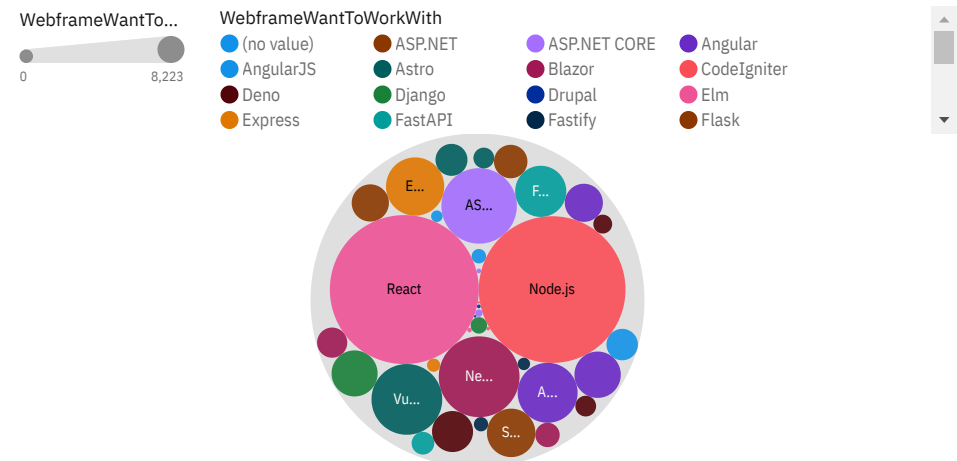 WebframeWantTo...
0 8,223
WebframeWantToWorkWith
(no value) ASP.NET ASP.NET CORE Angular
AngularJS Astro Blazor CodeIgniter
Deno Django Drupal Elm
Express FastAPI Fastify Flask
E...
AS...
F...
React
Node.js
Ne...
A...
Vu...
S...